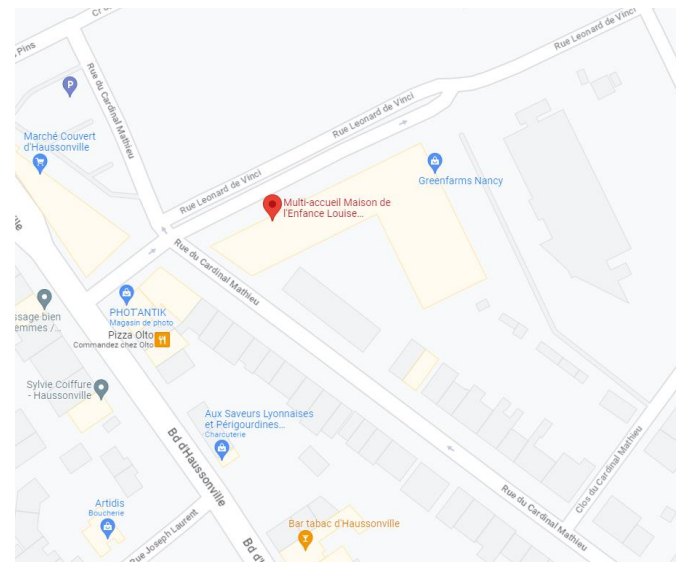 Pins
Rue du Cardinal Mathieu
Rue Leonard de Vinci
P
Marché Couvert
d'Haussonville
Rue Leonard de Vinci
Greenfarms Nancy
Rue Leonard de Vinci
Multi-accueil Maison de
l'Enfance Louise...
Rue du Cardinal Mathieu
PHOT'ANTIK
Magasin de photo
ssage bien
emmes /...
Pizza Olto
Commandez chez Olto
Sylvie Coiffure
- Haussonville
Aux Saveurs Lyonnaises
et Périgourdines...
Charcuterie
Bd d'Haussonville
Clos du Cardinal Mathieu
Rue du Cardinal Mathieu
Artidis
Boucherie
Rue Joseph Laurent
Bar tabac d'Haussonville